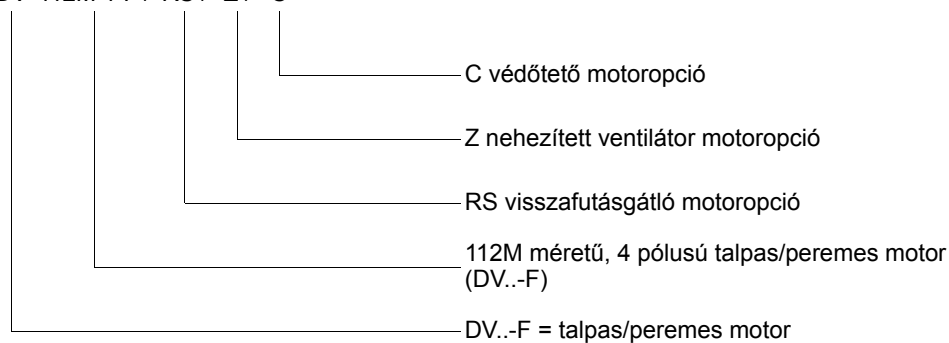 C védőtető motoropció
Z nehezített ventilátor motoropció
RS visszafutásgátló motoropció
112M méretű, 4 pólusú talpas/peremes motor
(DV..-F)
DV..-F = talpas/peremes motor